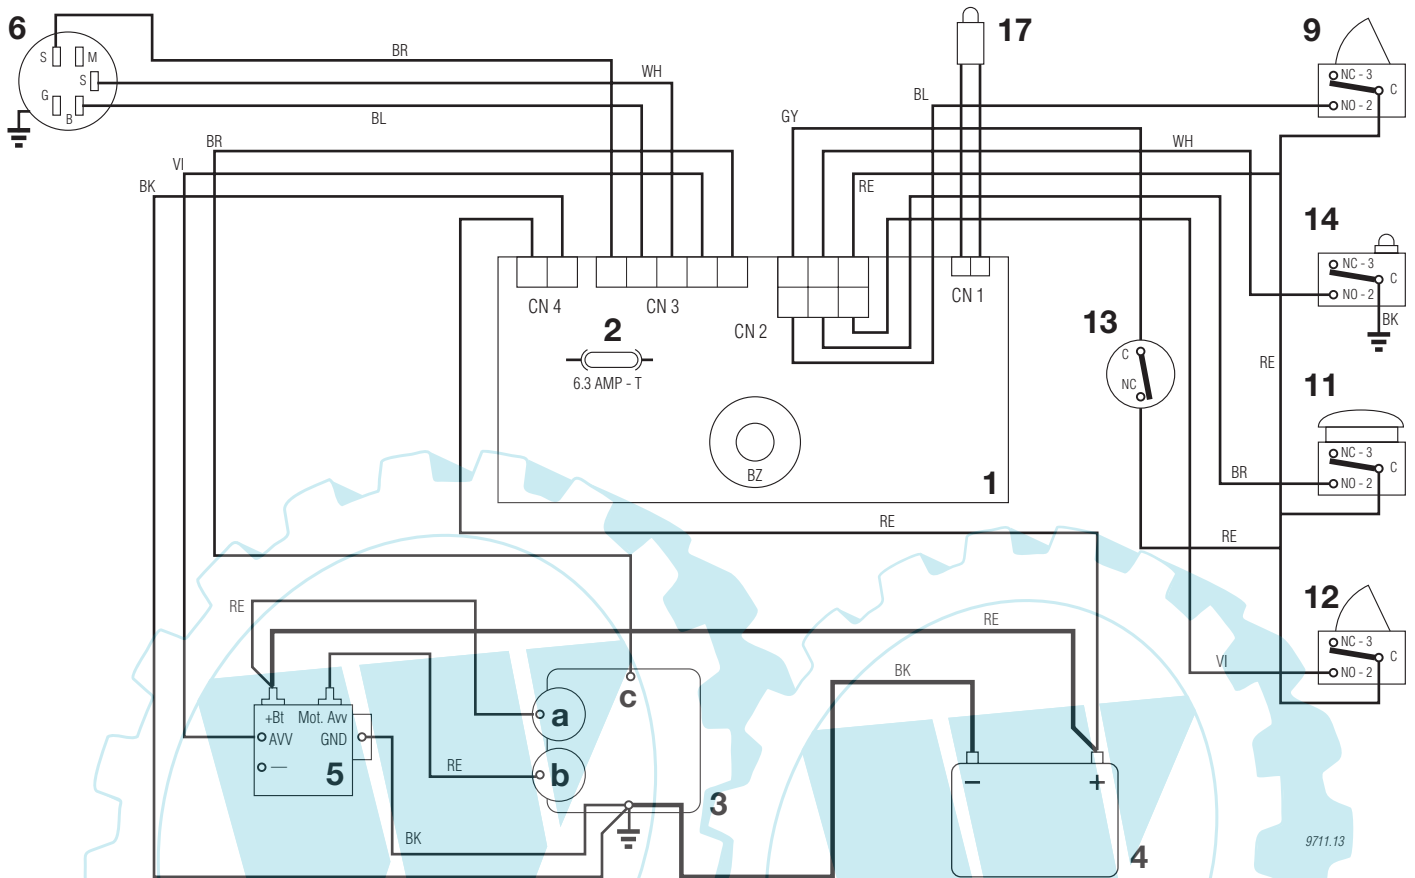 6
S
M
S
G
B
BR
WH
BL
BR
VI
BK
17
BL
GY
WH
RE
9
NC - 3
C
NO - 2
14
NC - 3
C
NO - 2
BK
CN 4
CN 3
CN 2
CN 1
2
6.3 AMP - T
BZ
1
13
C
NC
RE
11
NC - 3
C
NO - 2
BR
RE
RE
12
NC - 3
C
NO - 2
VI
RE
RE
BK
+Bt
Mot. Avv
AVV
GND
—
5
RE
BK
a
b
c
3
−
+
4
9711.13